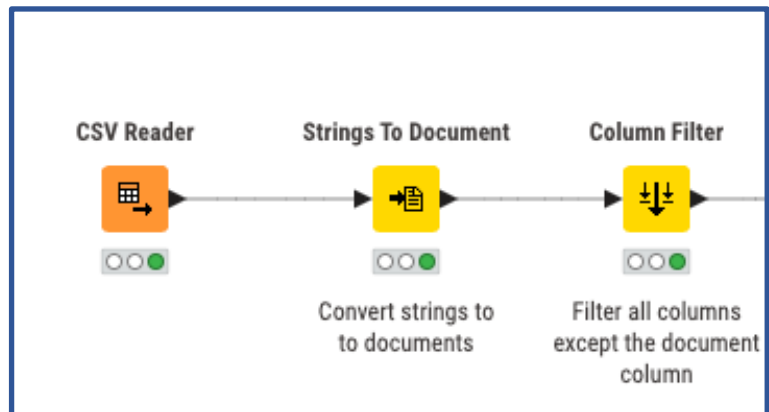 CSV Reader
Strings To Document
Column Filter
Convert strings to
to documents
Filter all columns
except the document
column